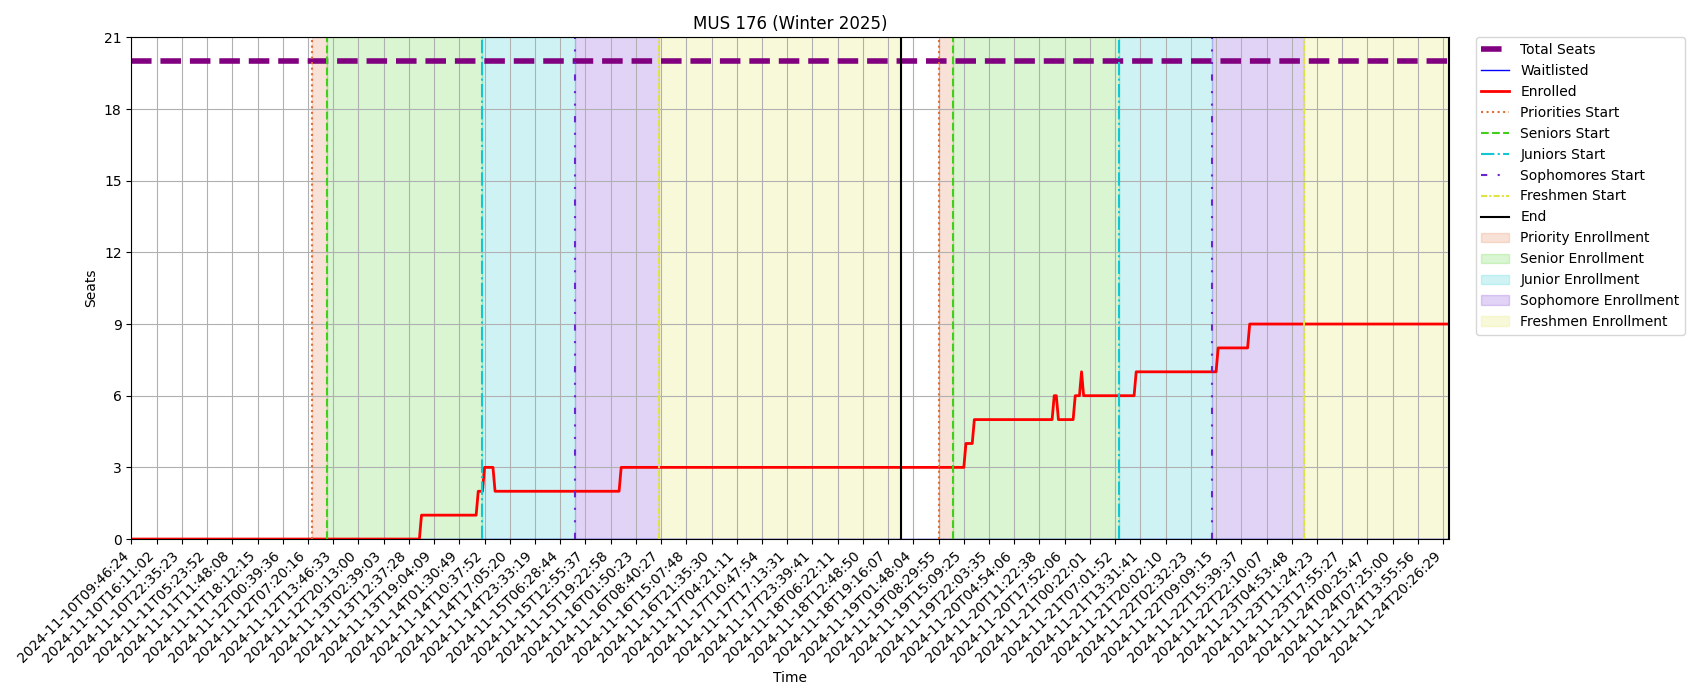 MUS 176 (Winter 2025)
21
18
15
12
9
6
3
0
Seats
2024-11-10T09:46:24
2024-11-10T16:11:02
2024-11-10T22:35:23
2024-11-11T05:23:52
2024-11-11T11:48:08
2024-11-11T18:12:15
2024-11-12T00:39:36
2024-11-12T07:20:16
2024-11-12T13:46:33
2024-11-12T20:13:00
2024-11-13T02:39:03
2024-11-13T12:37:28
2024-11-13T19:04:09
2024-11-14T01:30:49
2024-11-14T10:37:52
2024-11-14T17:05:20
2024-11-14T23:33:19
2024-11-15T06:28:44
2024-11-15T12:55:37
2024-11-15T19:22:58
2024-11-16T01:50:23
2024-11-16T08:40:27
2024-11-16T15:07:48
2024-11-16T21:35:30
2024-11-17T04:21:11
2024-11-17T10:47:54
2024-11-17T17:13:31
2024-11-17T23:39:41
2024-11-18T06:22:11
2024-11-18T12:48:50
2024-11-18T19:16:07
2024-11-19T01:48:04
2024-11-19T08:29:55
2024-11-19T15:09:25
2024-11-19T22:03:35
2024-11-20T04:54:06
2024-11-20T11:22:38
2024-11-20T17:52:06
2024-11-21T00:22:01
2024-11-21T07:01:52
2024-11-21T13:31:41
2024-11-21T20:02:10
2024-11-22T02:32:23
2024-11-22T09:09:15
2024-11-22T15:39:37
2024-11-22T22:10:07
2024-11-23T04:53:48
2024-11-23T11:24:23
2024-11-23T17:55:27
2024-11-24T00:25:47
2024-11-24T07:25:00
2024-11-24T13:55:56
2024-11-24T20:26:29
Time
Total Seats
Waitlisted
Enrolled
Priorities Start
Seniors Start
Juniors Start
Sophomores Start
Freshmen Start
End
Priority Enrollment
Senior Enrollment
Junior Enrollment
Sophomore Enrollment
Freshmen Enrollment